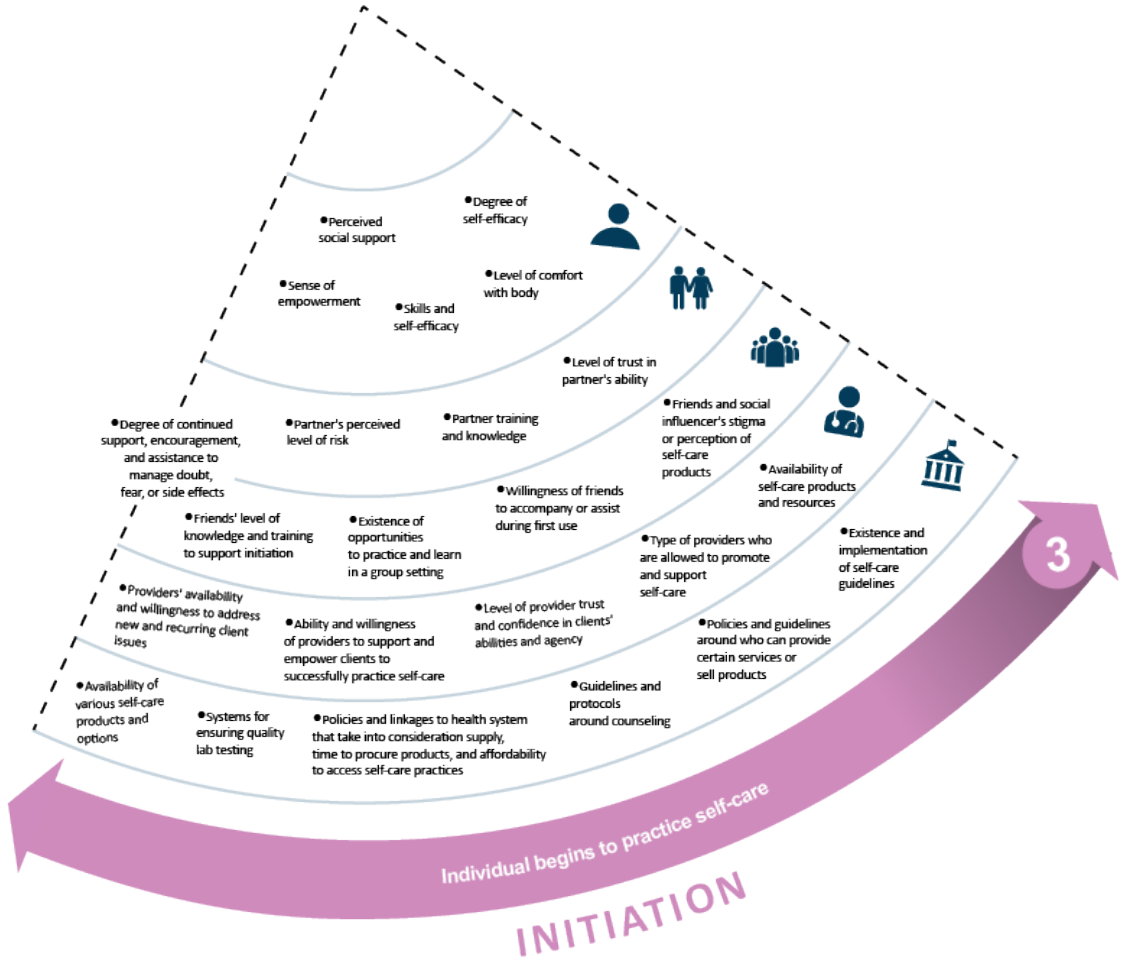 •Degree of
self-efficacy
•Perceived
social support
•Level of comfort
with body
•Sense of
empowerment
•Skills and
self-efficacy
•Level of trust in
partner's ability
•Partner training
and knowledge
•Partner's perceived
level of risk
•Degree of continued
support, encouragement,
and assistance to
manage doubt,
fear, or side effects
•Friends and social
influencer's stigma
or perception of
self-care
products
•Willingness of friends
to accompany or assist
during first use
•Existence of
opportunities
to practice and learn
in a group setting
•Friends' level of
knowledge and training
to support initiation
•Availability of
self-care products
and resources
•Type of providers who
are allowed to promote
and support
self-care
•Level of provider trust
and confidence in clients'
abilities and agency
•Ability and willingness
of providers to support and
empower clients to
successfully practice self-care
•Providers' availability
and willingness to address
new and recurring client
issues
•Existence and
implementation
of self-care
guidelines
•Policies and guidelines
around who can provide
certain services or
sell products
•Guidelines and
protocols
around counseling
•Policies and linkages to health system
that take into consideration supply,
time to procure products, and affordability
to access self-care practices
•Systems for
ensuring quality
lab testing
•Availability of
various self-care
products and
options
3
Individual begins to practice self-care
INITIATION